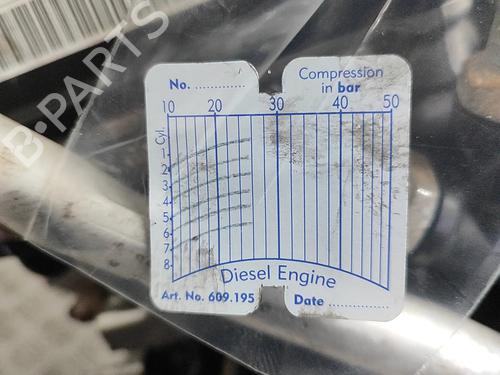 B-PARTS
No. ..............
Compression
in bar
10 20 30 40 50
Cyl.
1
2
3
4
5
6
7
8
Diesel Engine
Art. No. 609.195
Date .................